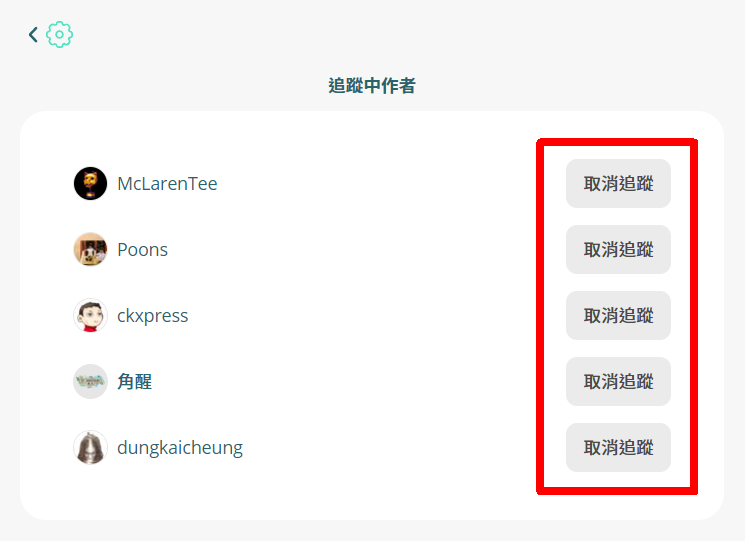 追蹤中作者
McLarenTee 取消追蹤
Poons 取消追蹤
ckxpress 取消追蹤
角醒 取消追蹤
dungkaicheung 取消追蹤